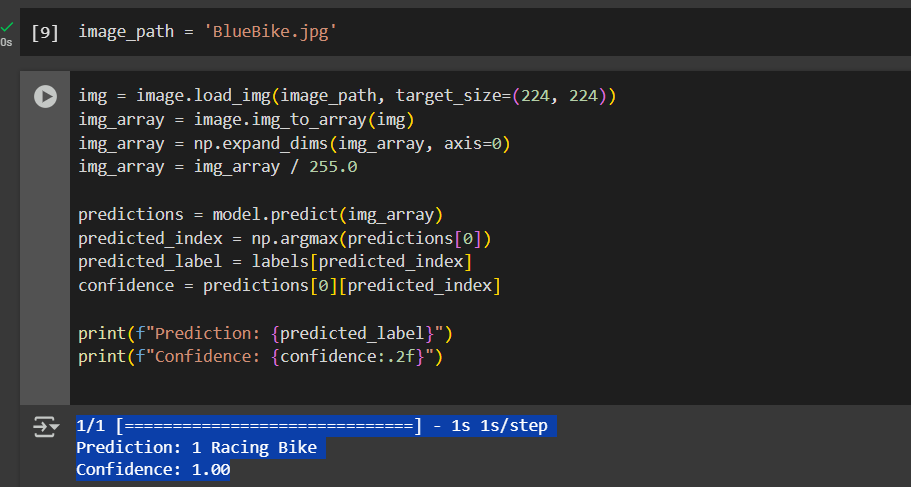 [9] image_path = 'BlueBike.jpg'
0s
img = image.load_img(image_path, target_size=(224, 224))
img_array = image.img_to_array(img)
img_array = np.expand_dims(img_array, axis=0)
img_array = img_array / 255.0
predictions = model.predict(img_array)
predicted_index = np.argmax(predictions[0])
predicted_label = labels[predicted_index]
confidence = predictions[0][predicted_index]
print(f"Prediction: {predicted_label}")
print(f"Confidence: {confidence:.2f}")
1/1 [==============================] - 1s 1s/step
Prediction: 1 Racing Bike
Confidence: 1.00